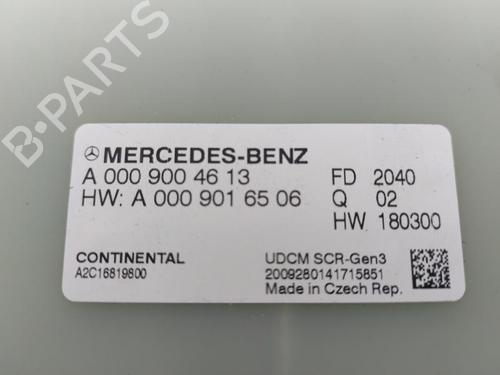 B-PARTS
MERCEDES-BENZ
A 000 900 46 13 FD 2040
HW: A 000 901 65 06 Q 02
HW 180300
CONTINENTAL UDCM SCR-Gen3
A2C16819800 2009280141715851
Made in Czech Rep.